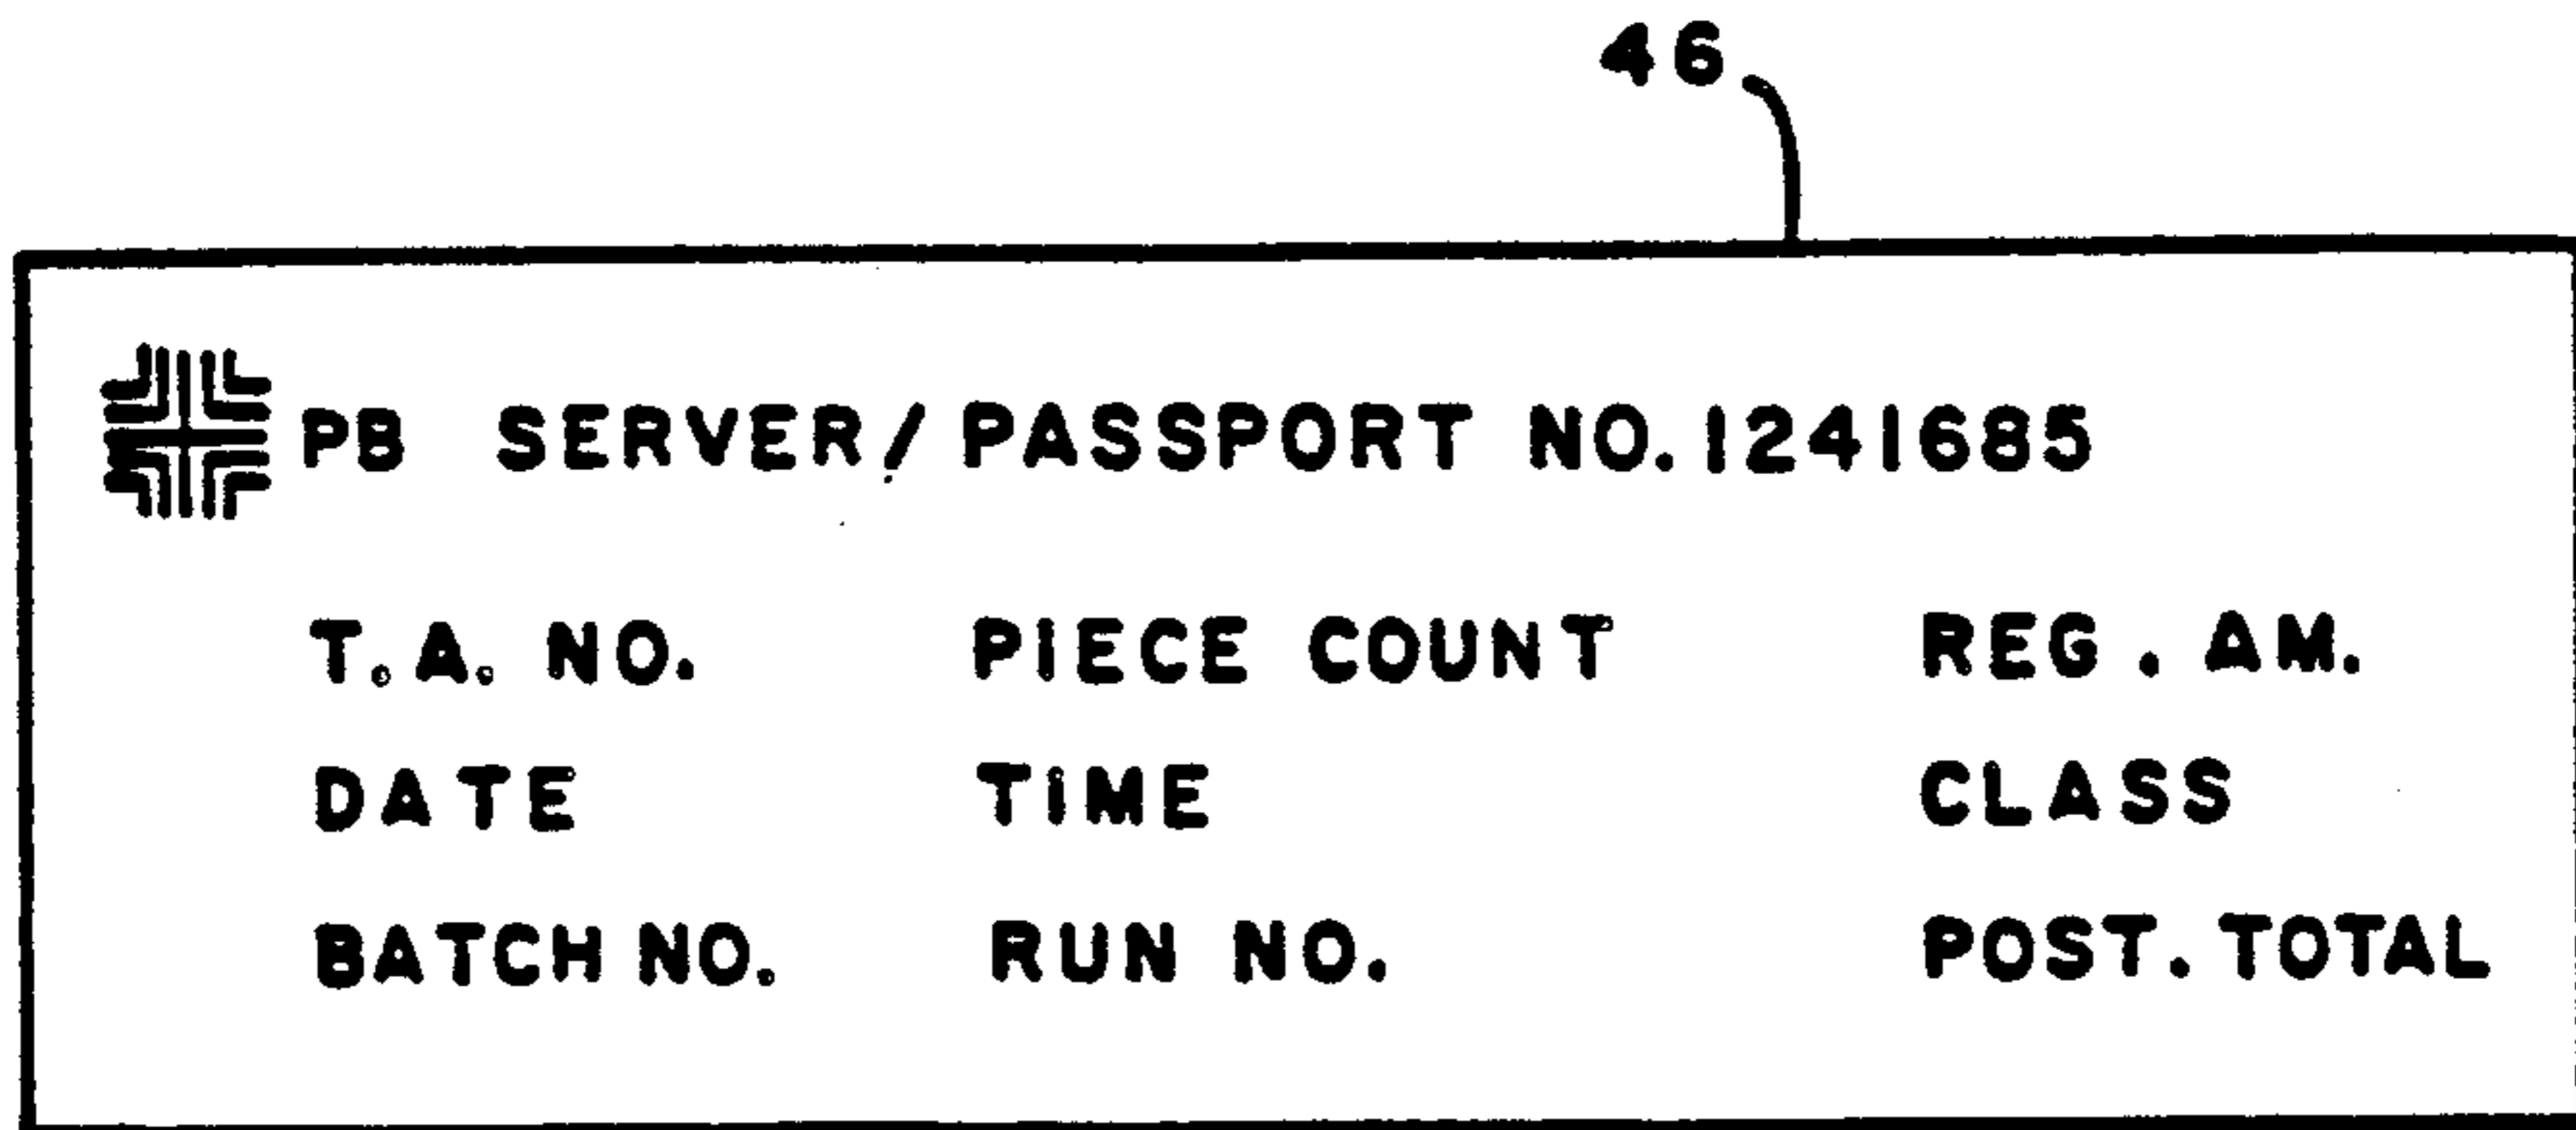 46
PB SERVER/PASSPORT NO. 1241685
T.A. NO. PIECE COUNT REG. AM.
DATE TIME CLASS
BATCH NO. RUN NO. POST. TOTAL